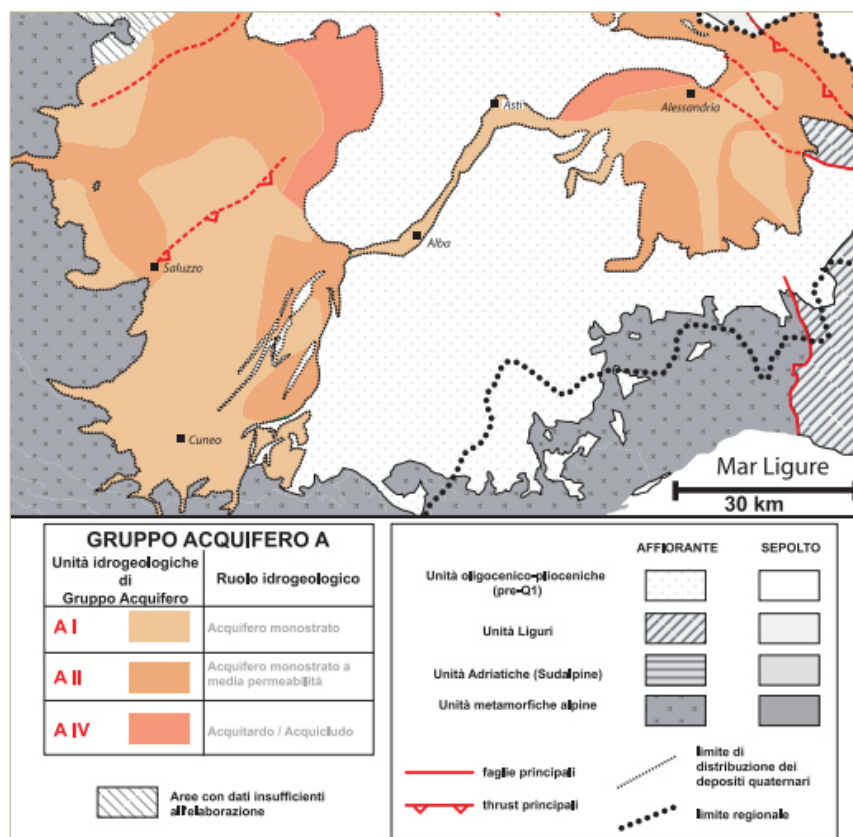 Asti
Alessandria
Alba
Saluzzo
Cuneo
Mar Ligure
30 km
GRUPPO ACQUIFERO A
Unità idrogeologiche
di
Gruppo Acquifero
Ruolo idrogeologico
A I
Acquifero monostrato
A II
Acquifero monostrato a
media permeabilità
A IV
Acquitardo / Acquicludo
Aree con dati insufficienti
all'elaborazione
AFFIORANTE
SEPOLTO
Unità oligocenico-plioceniche
(pre-Q1)
Unità Liguri
Unità Adriatiche (Sudalpine)
Unità metamorfiche alpine
faglie principali
thrust principali
limite di
distribuzione dei
depositi quaternari
limite regionale